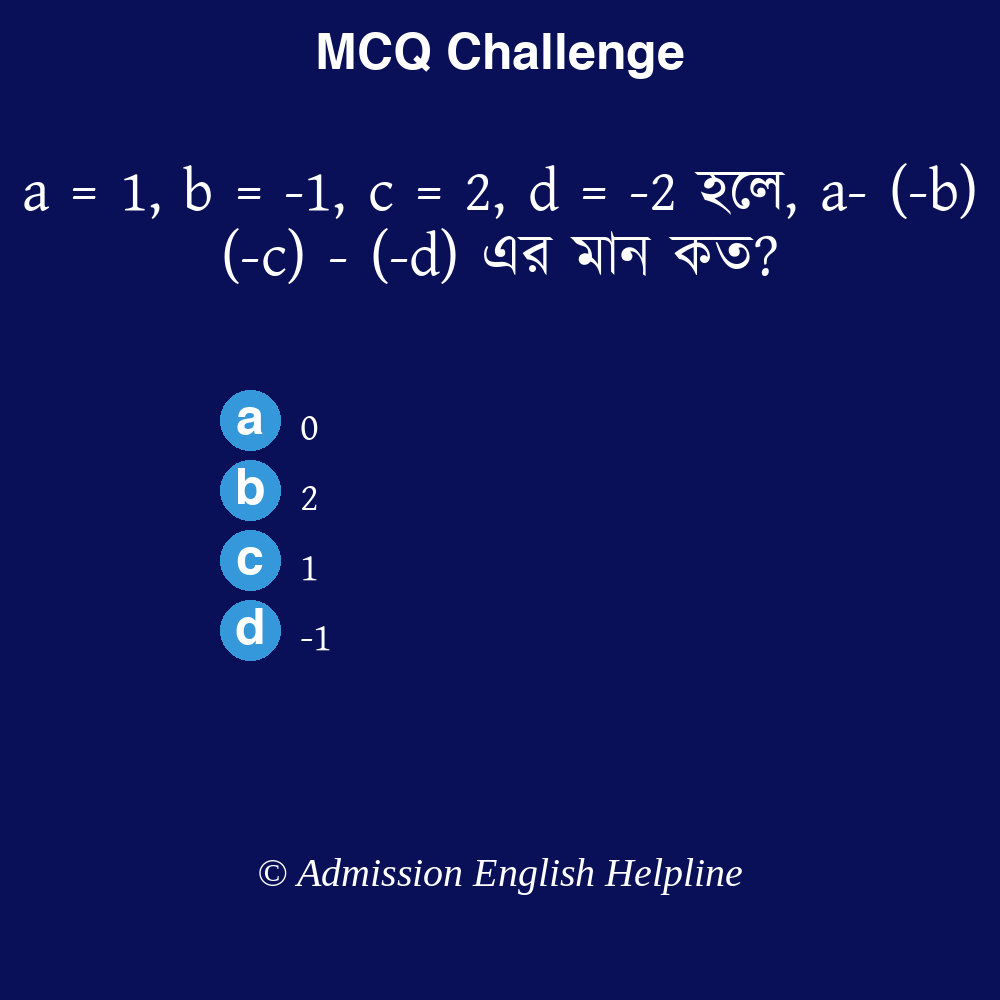 MCQ Challenge
a = 1, b = -1, c = 2, d = -2 হলে, a- (-b)
(-c) - (-d) এর মান কত?
a 0
b 2
c 1
d -1
© Admission English Helpline